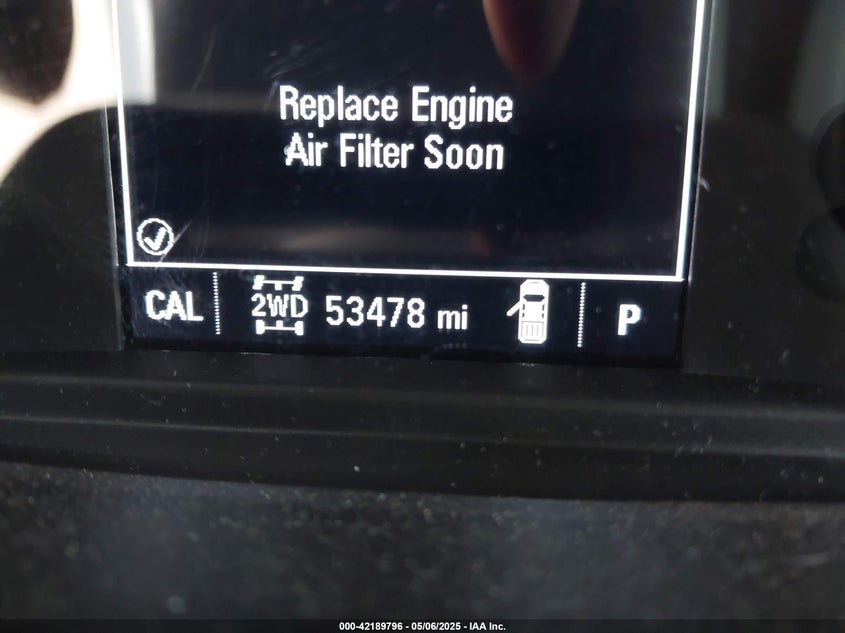 Replace Engine
Air Filter Soon
CAL 2WD 53478 mi P
000-42189796 - 05/06/2025 - IAA Inc.